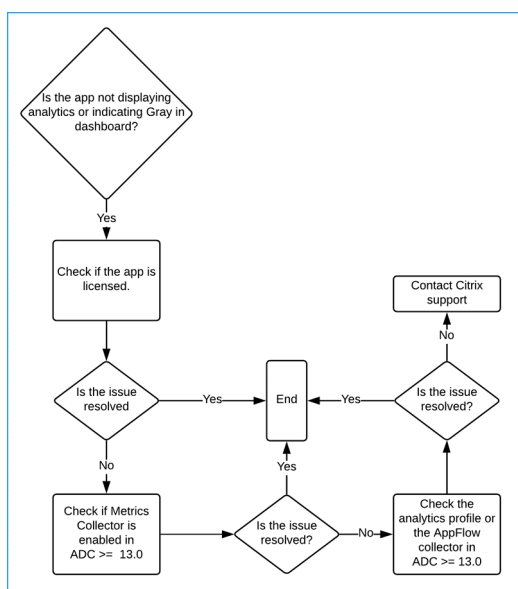 Is the app not displaying
analytics or indicating Gray in
dashboard?
Yes
Check if the app is
licensed.
Is the issue
resolved
Yes
End
No
Check if Metrics
Collector is
enabled in
ADC >= 13.0
Is the issue
resolved?
Yes
No
Check the
analytics profile or
the AppFlow
collector in
ADC >= 13.0
Is the issue
resolved?
Yes
No
Contact Citrix
support